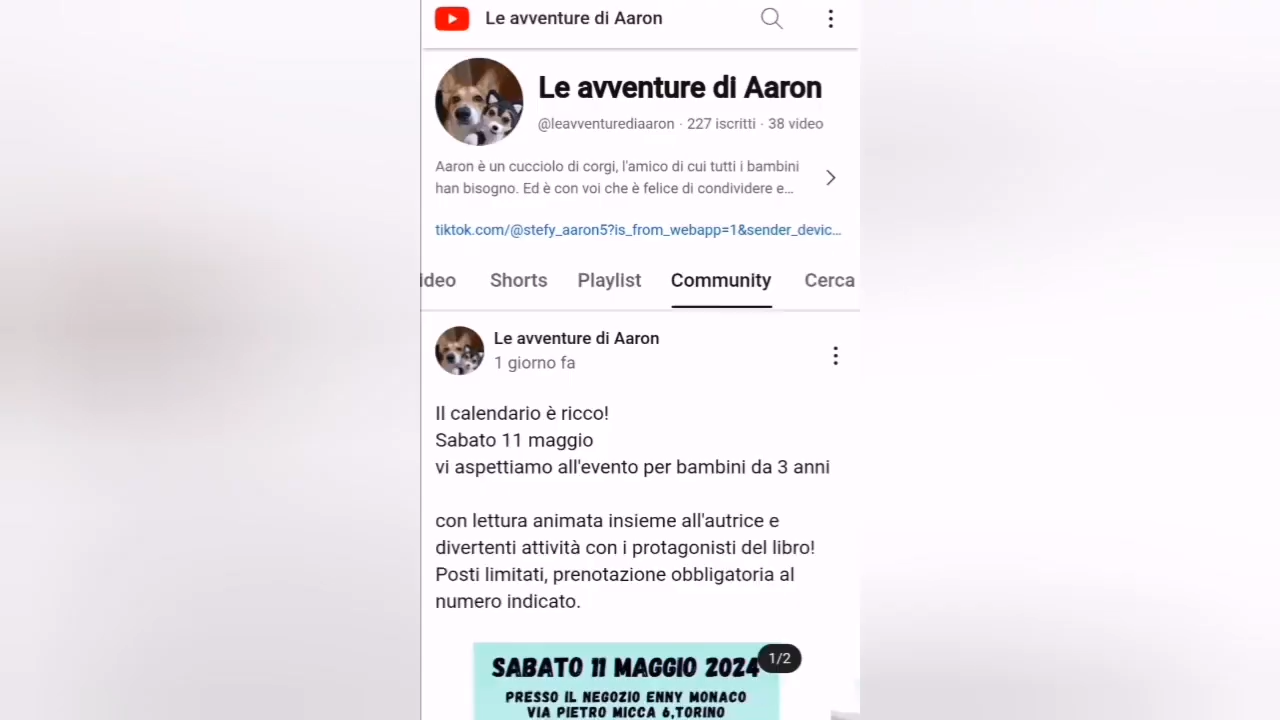 Le avventure di Aaron
Le avventure di Aaron
@leavventurediaaron · 227 iscritti · 38 video
Aaron è un cucciolo di corgi, l'amico di cui tutti i bambini
han bisogno. Ed è con voi che è felice di condividere e...
tiktok.com/@stefy_aaron5?is_from_webapp=1&sender_devic...
ideo Shorts Playlist Community Cerca
Le avventure di Aaron
1 giorno fa
Il calendario è ricco!
Sabato 11 maggio
vi aspettiamo all'evento per bambini da 3 anni
con lettura animata insieme all'autrice e
divertenti attività con i protagonisti del libro!
Posti limitati, prenotazione obbligatoria al
numero indicato.
1/2
SABATO 11 MAGGIO 2024
PRESSO IL NEGOZIO ENNY MONACO
VIA PIETRO MICCA 6,TORINO